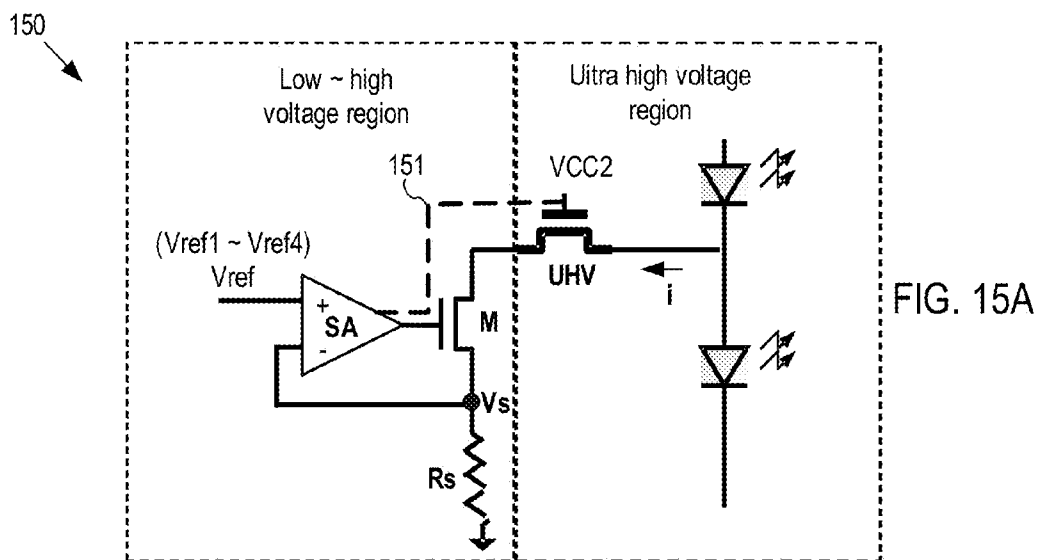 150
Low ~ high
voltage region
Uitra high voltage
region
151
VCC2
(Vref1 ~ Vref4)
Vref
+
SA
-
M
UHV
i
Vs
Rs
FIG. 15A